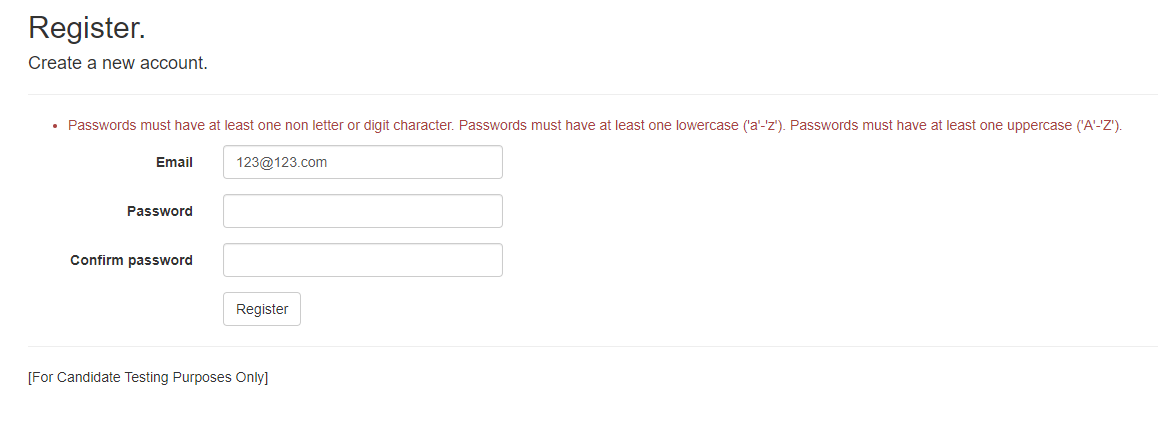 Register.
Create a new account.
Passwords must have at least one non letter or digit character. Passwords must have at least one lowercase ('a'-'z'). Passwords must have at least one uppercase ('A'-'Z').
Email 123@123.com
Password
Confirm password
Register
[For Candidate Testing Purposes Only]